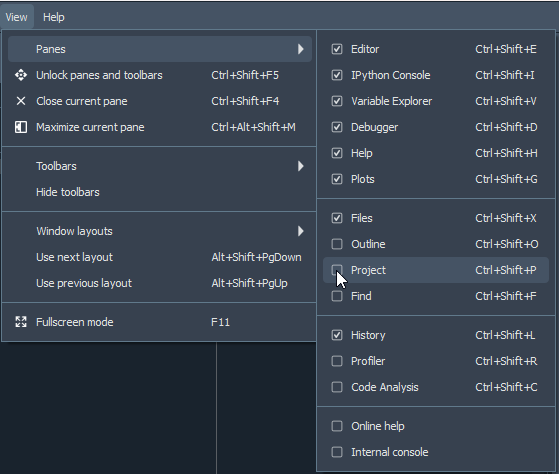 View Help
Panes
Unlock panes and toolbars Ctrl+Shift+F5
Close current pane Ctrl+Shift+F4
Maximize current pane Ctrl+Alt+Shift+M
Toolbars
Hide toolbars
Window layouts
Use next layout Alt+Shift+PgDown
Use previous layout Alt+Shift+PgUp
Fullscreen mode F11
Editor Ctrl+Shift+E
IPython Console Ctrl+Shift+I
Variable Explorer Ctrl+Shift+V
Debugger Ctrl+Shift+D
Help Ctrl+Shift+H
Plots Ctrl+Shift+G
Files Ctrl+Shift+X
Outline Ctrl+Shift+O
Project Ctrl+Shift+P
Find Ctrl+Shift+F
History Ctrl+Shift+L
Profiler Ctrl+Shift+R
Code Analysis Ctrl+Shift+C
Online help
Internal console